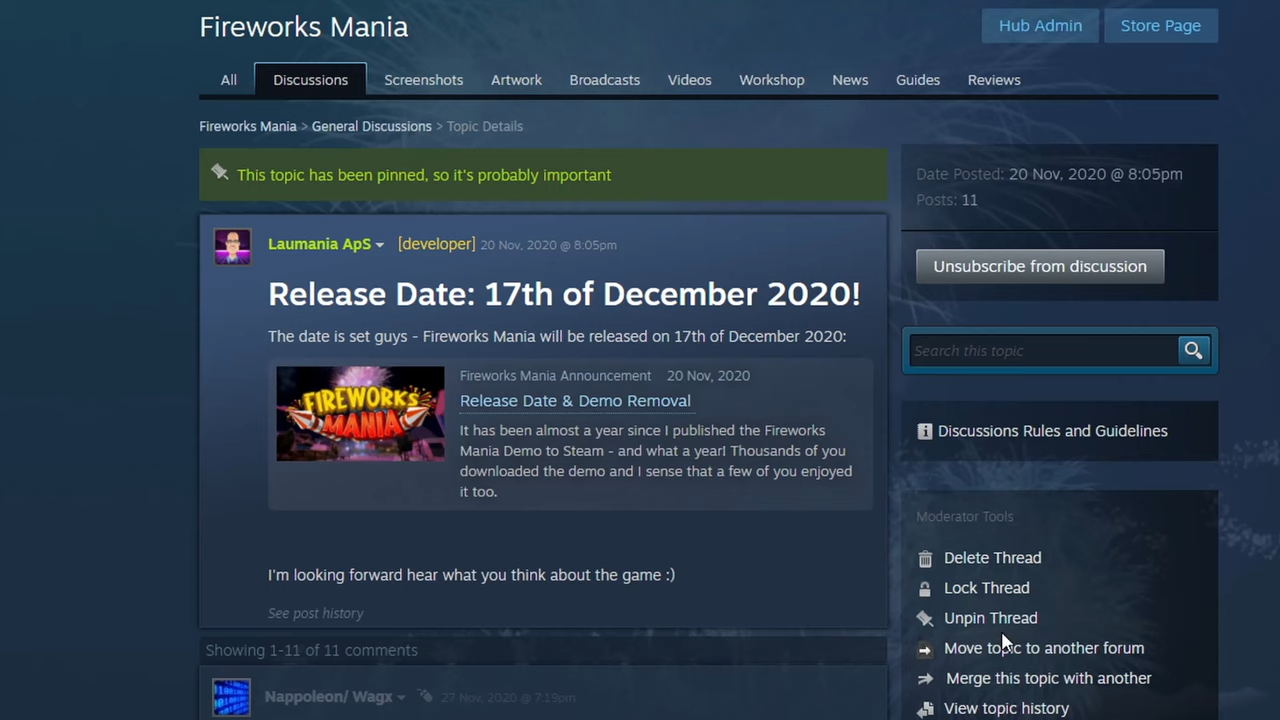 Fireworks Mania
Hub Admin
Store Page
All
Discussions
Screenshots
Artwork
Broadcasts
Videos
Workshop
News
Guides
Reviews
Fireworks Mania > General Discussions > Topic Details
This topic has been pinned, so it's probably important
Laumania ApS [developer] 20 Nov, 2020 @ 8:05pm
Release Date: 17th of December 2020!
The date is set guys - Fireworks Mania will be released on 17th of December 2020:
FIREWORKS
MANIA
Fireworks Mania Announcement 20 Nov, 2020
Release Date & Demo Removal
It has been almost a year since I published the Fireworks
Mania Demo to Steam - and what a year! Thousands of you
downloaded the demo and I sense that a few of you enjoyed
it too.
I'm looking forward hear what you think about the game :)
See post history
Showing 1-11 of 11 comments
Nappoleon/ Wagx 27 Nov, 2020 @ 7:19pm
Date Posted: 20 Nov, 2020 @ 8:05pm
Posts: 11
Unsubscribe from discussion
Search this topic
Discussions Rules and Guidelines
Moderator Tools
Delete Thread
Lock Thread
Unpin Thread
Move topic to another forum
Merge this topic with another
View topic history